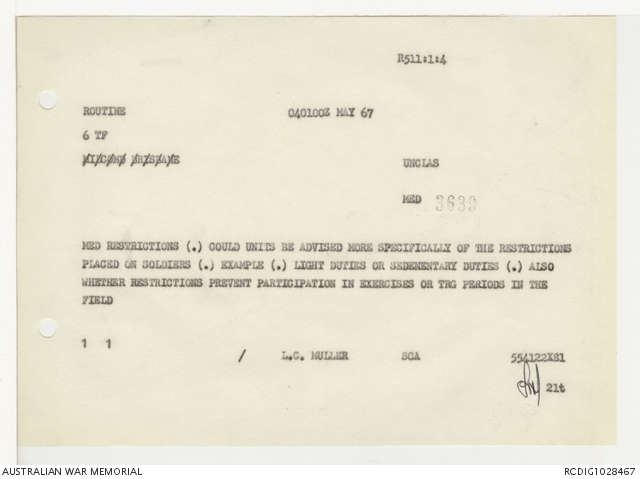 R511:1:4
ROUTINE 040100Z MAY 67
6 TF
UNCLAS
MED 3633
MED RESTRICTIONS (.) COULD UNITS BE ADVISED MORE SPECIFICALLY OF THE RESTRICTIONS
PLACED ON SOLDIERS (.) EXAMPLE (.) LIGHT DUTIES OR SEDENENTARY DUTIES (.) ALSO
WHETHER RESTRICTIONS PREVENT PARTICIPATION IN EXERCISES OR TRG PERIODS IN THE
FIELD
1 1
/ L.G. MULLER SCA 554122X81
21t
AUSTRALIAN WAR MEMORIAL RCDIG1028467